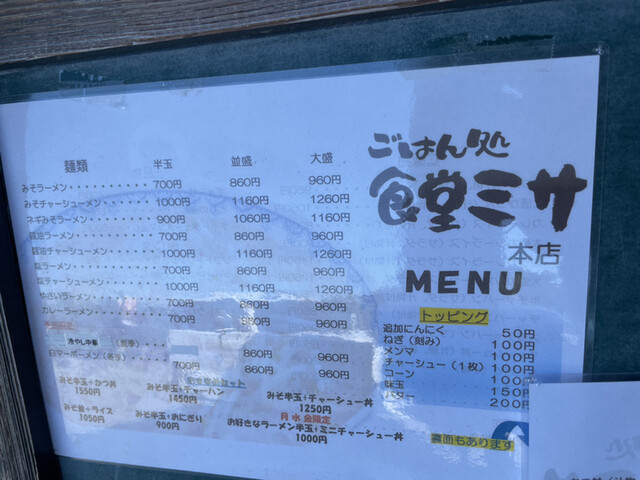 ごはん処
食堂ミサ
本店
MENU
麺類 半玉 並盛 大盛
みそラーメン・・・・・・・・・・ 700円 860円 960円
みそチャーシューメン・・・・・・ 1000円 1160円 1260円
ネギみそラーメン・・・・・・・・ 900円 1060円 1160円
醤油ラーメン・・・・・・・・・・ 700円 860円 960円
醤油チャーシューメン・・・・・・ 1000円 1160円 1260円
塩ラーメン・・・・・・・・・・・ 700円 860円 960円
塩チャーシューメン・・・・・・・ 1000円 1160円 1260円
やさいラーメン・・・・・・・・・ 700円 860円 960円
カレーラーメン・・・・・・・・・ 700円 860円 960円
冷やし中華（夏季）・・・ 860円 960円
白マーボーメン（冬季）・・・ 700円 860円 960円
みそ半玉+かつ丼
1550円
みそ半玉+チャーハン
1450円
みそ半玉+チャーシュー丼
1250円
みそ並+ライス
1050円
みそ半玉+おにぎり
900円
月 水 金限定
お好きなラーメン半玉+ミニチャーシュー丼
1000円
トッピング
追加にんにく 50円
ねぎ（刻み） 100円
メンマ 100円
チャーシュー（1枚） 100円
コーン 100円
味玉 150円
バター 200円
裏面もあります